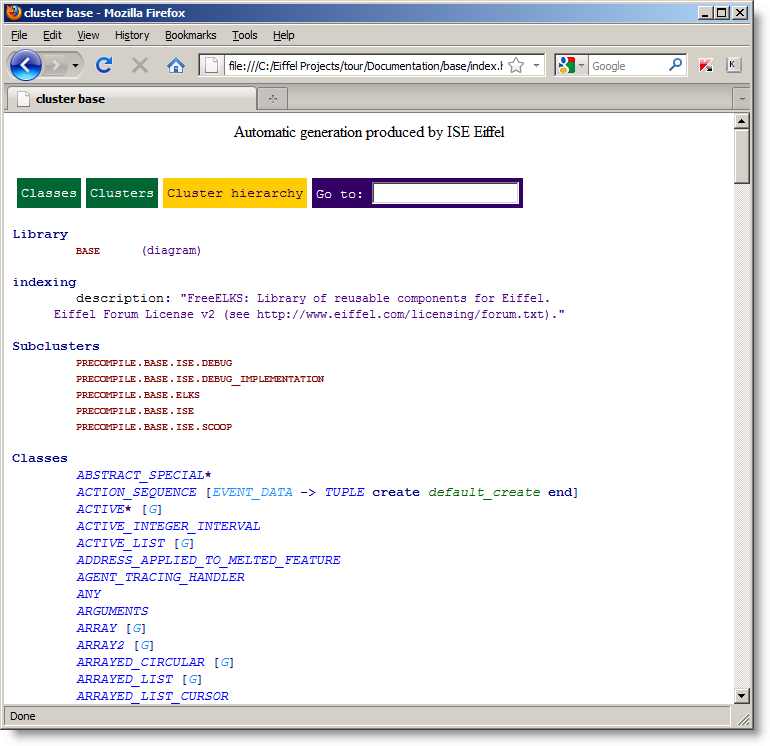 cluster base - Mozilla Firefox
File Edit View History Bookmarks Tools Help
file:///C:/Eiffel Projects/tour/Documentation/base/index.h Google K K
cluster base
Automatic generation produced by ISE Eiffel
Classes Clusters Cluster hierarchy Go to:
Library
BASE (diagram)
indexing
description: "FreeELKS: Library of reusable components for Eiffel.
Eiffel Forum License v2 (see http://www.eiffel.com/licensing/forum.txt)."
Subclusters
PRECOMPILE.BASE.ISE.DEBUG
PRECOMPILE.BASE.ISE.DEBUG_IMPLEMENTATION
PRECOMPILE.BASE.ELKS
PRECOMPILE.BASE.ISE
PRECOMPILE.BASE.ISE.SCOOP
Classes
ABSTRACT_SPECIAL*
ACTION_SEQUENCE [EVENT_DATA -> TUPLE create default_create end]
ACTIVE* [G]
ACTIVE_INTEGER_INTERVAL
ACTIVE_LIST [G]
ADDRESS_APPLIED_TO_MELTED_FEATURE
AGENT_TRACING_HANDLER
ANY
ARGUMENTS
ARRAY [G]
ARRAY2 [G]
ARRAYED_CIRCULAR [G]
ARRAYED_LIST [G]
ARRAYED_LIST_CURSOR
Done